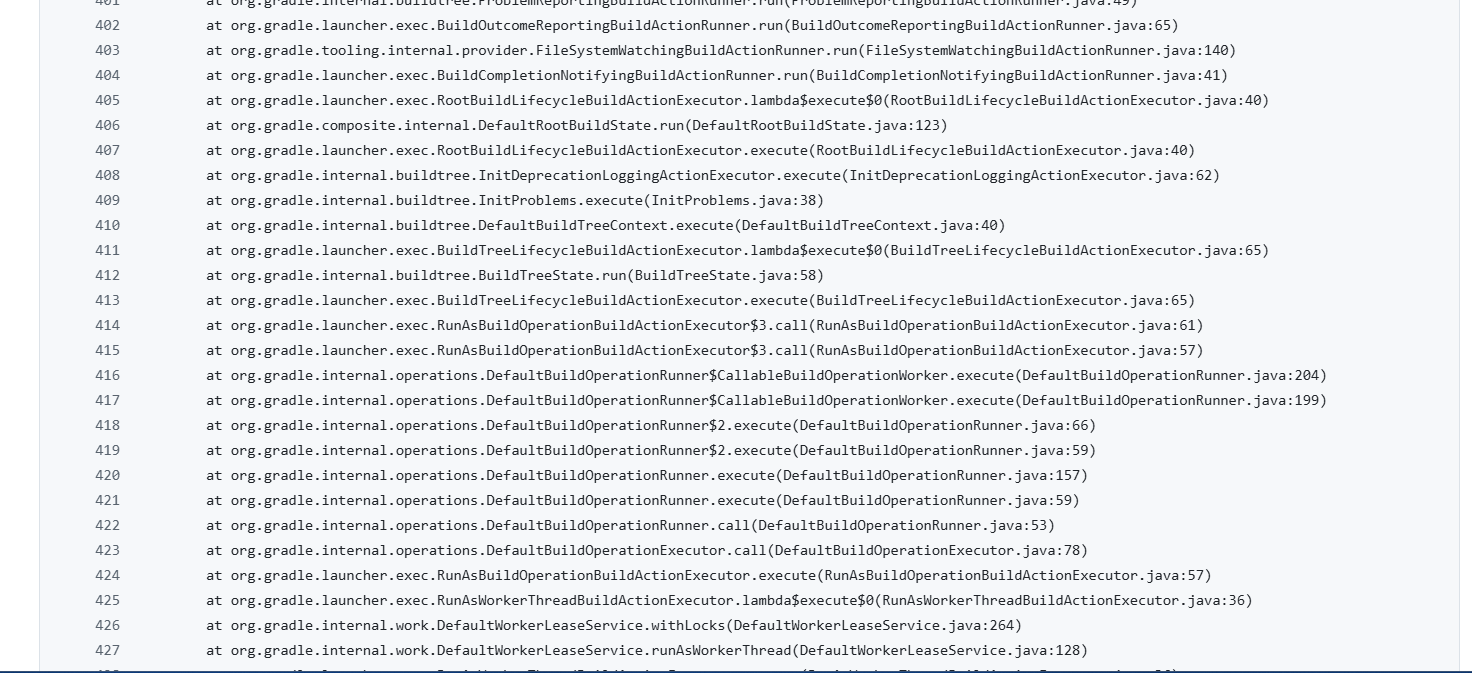 401 at org.gradle.internal.buildtree.ProblemReportingBuildActionRunner.run(ProblemReportingBuildActionRunner.java:49)
402 at org.gradle.launcher.exec.BuildOutcomeReportingBuildActionRunner.run(BuildOutcomeReportingBuildActionRunner.java:65)
403 at org.gradle.tooling.internal.provider.FileSystemWatchingBuildActionRunner.run(FileSystemWatchingBuildActionRunner.java:140)
404 at org.gradle.launcher.exec.BuildCompletionNotifyingBuildActionRunner.run(BuildCompletionNotifyingBuildActionRunner.java:41)
405 at org.gradle.launcher.exec.RootBuildLifecycleBuildActionExecutor.lambda$execute$0(RootBuildLifecycleBuildActionExecutor.java:40)
406 at org.gradle.composite.internal.DefaultRootBuildState.run(DefaultRootBuildState.java:123)
407 at org.gradle.launcher.exec.RootBuildLifecycleBuildActionExecutor.execute(RootBuildLifecycleBuildActionExecutor.java:40)
408 at org.gradle.internal.buildtree.InitDeprecationLoggingActionExecutor.execute(InitDeprecationLoggingActionExecutor.java:62)
409 at org.gradle.internal.buildtree.InitProblems.execute(InitProblems.java:38)
410 at org.gradle.internal.buildtree.DefaultBuildTreeContext.execute(DefaultBuildTreeContext.java:40)
411 at org.gradle.launcher.exec.BuildTreeLifecycleBuildActionExecutor.lambda$execute$0(BuildTreeLifecycleBuildActionExecutor.java:65)
412 at org.gradle.internal.buildtree.BuildTreeState.run(BuildTreeState.java:58)
413 at org.gradle.launcher.exec.BuildTreeLifecycleBuildActionExecutor.execute(BuildTreeLifecycleBuildActionExecutor.java:65)
414 at org.gradle.launcher.exec.RunAsBuildOperationBuildActionExecutor$3.call(RunAsBuildOperationBuildActionExecutor.java:61)
415 at org.gradle.launcher.exec.RunAsBuildOperationBuildActionExecutor$3.call(RunAsBuildOperationBuildActionExecutor.java:57)
416 at org.gradle.internal.operations.DefaultBuildOperationRunner$CallableBuildOperationWorker.execute(DefaultBuildOperationRunner.java:204)
417 at org.gradle.internal.operations.DefaultBuildOperationRunner$CallableBuildOperationWorker.execute(DefaultBuildOperationRunner.java:199)
418 at org.gradle.internal.operations.DefaultBuildOperationRunner$2.execute(DefaultBuildOperationRunner.java:66)
419 at org.gradle.internal.operations.DefaultBuildOperationRunner$2.execute(DefaultBuildOperationRunner.java:59)
420 at org.gradle.internal.operations.DefaultBuildOperationRunner.execute(DefaultBuildOperationRunner.java:157)
421 at org.gradle.internal.operations.DefaultBuildOperationRunner.execute(DefaultBuildOperationRunner.java:59)
422 at org.gradle.internal.operations.DefaultBuildOperationRunner.call(DefaultBuildOperationRunner.java:53)
423 at org.gradle.internal.operations.DefaultBuildOperationExecutor.call(DefaultBuildOperationExecutor.java:78)
424 at org.gradle.launcher.exec.RunAsBuildOperationBuildActionExecutor.execute(RunAsBuildOperationBuildActionExecutor.java:57)
425 at org.gradle.launcher.exec.RunAsWorkerThreadBuildActionExecutor.lambda$execute$0(RunAsWorkerThreadBuildActionExecutor.java:36)
426 at org.gradle.internal.work.DefaultWorkerLeaseService.withLocks(DefaultWorkerLeaseService.java:264)
427 at org.gradle.internal.work.DefaultWorkerLeaseService.runAsWorkerThread(DefaultWorkerLeaseService.java:128)